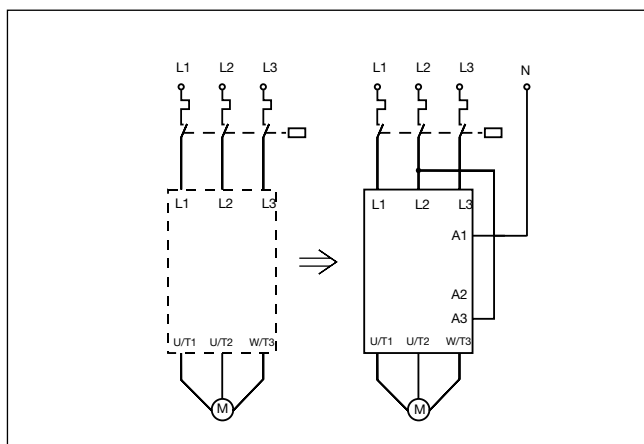 L1 L2 L3
L1 L2 L3 N
L1 L2 L3
L1 L2 L3
A1
A2
A3
U/T1 U/T2 W/T3
U/T1 U/T2 W/T3
M
M